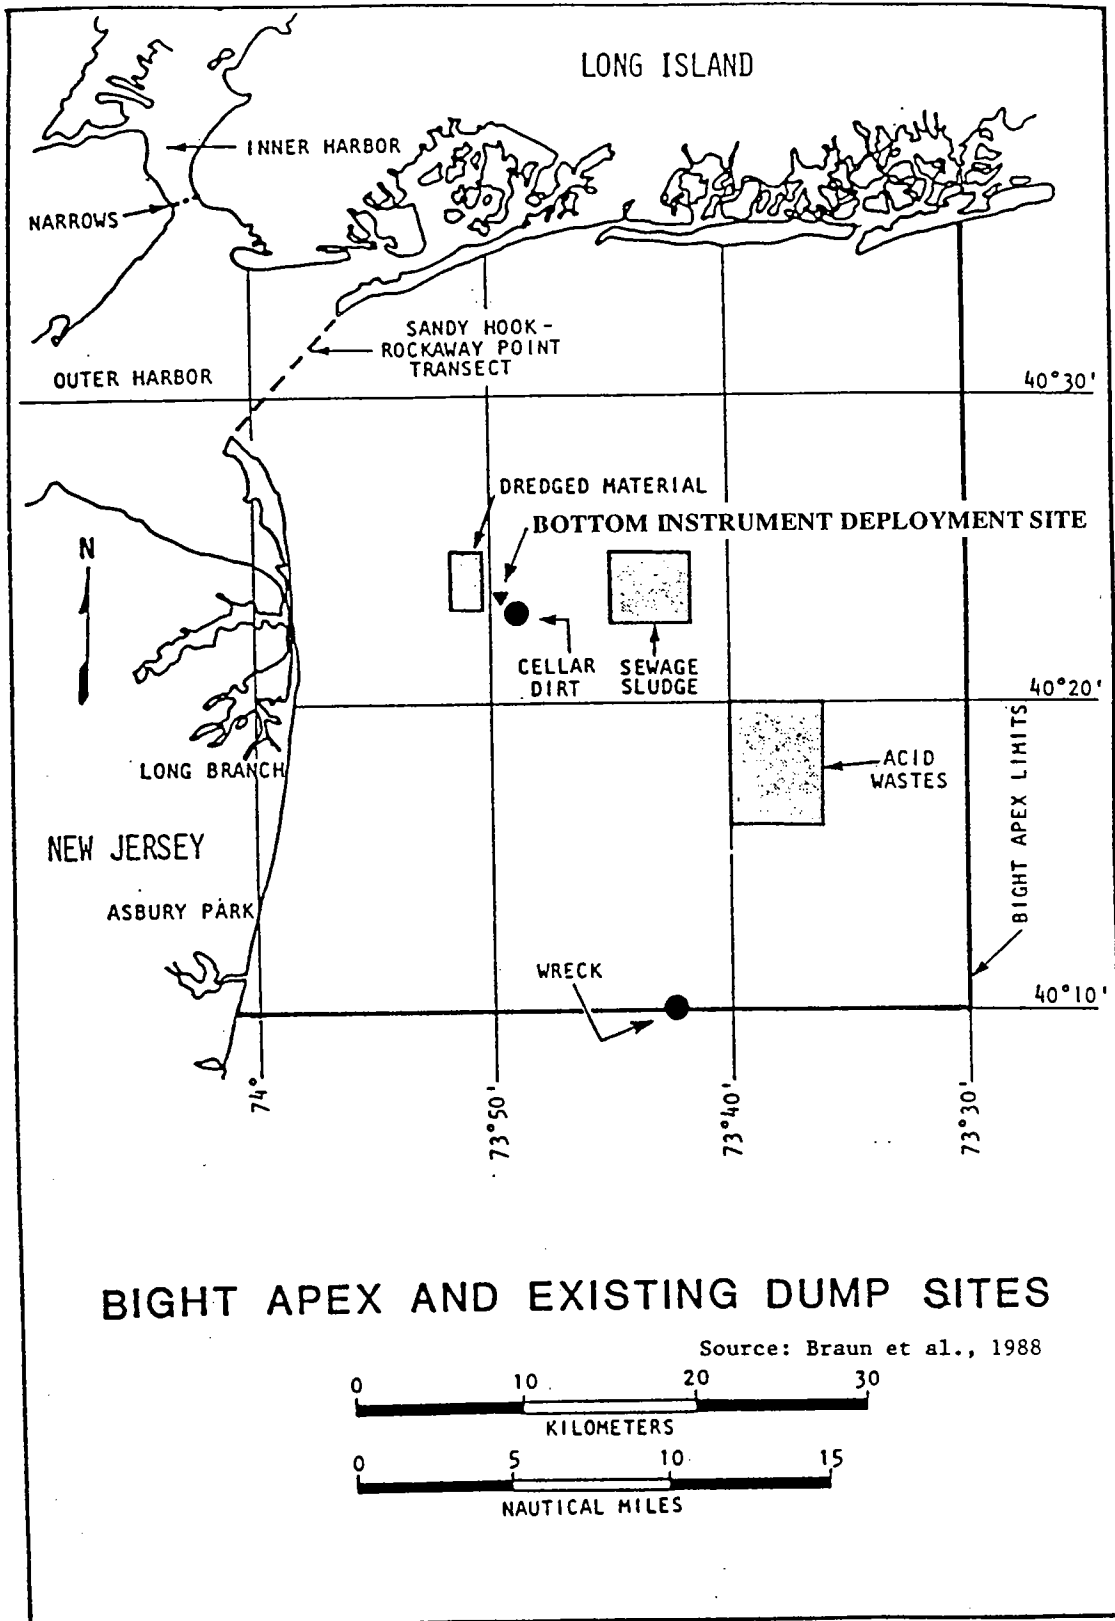 LONG ISLAND
INNER HARBOR
NARROWS
SANDY HOOK -
ROCKAWAY POINT
TRANSECT
OUTER HARBOR
40°30'
DREDGED MATERIAL
BOTTOM INSTRUMENT DEPLOYMENT SITE
N
CELLAR
DIRT
SEWAGE
SLUDGE
40°20'
LONG BRANCH
ACID
WASTES
BIGHT APEX LIMITS
NEW JERSEY
ASBURY PARK
WRECK
40°10'
74°
73°50'
73°40'
73°30'
BIGHT APEX AND EXISTING DUMP SITES
Source: Braun et al., 1988
0 10 20 30
KILOMETERS
0 5 10 15
NAUTICAL MILES